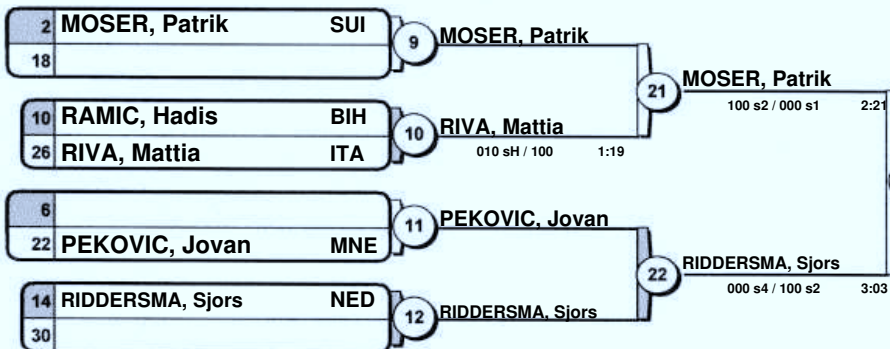 2 MOSER, Patrik SUI
18
9
MOSER, Patrik
10 RAMIC, Hadis BIH
26 RIVA, Mattia ITA
10
RIVA, Mattia
010 sH / 100 1:19
21
MOSER, Patrik
100 s2 / 000 s1 2:21
6
22 PEKOVIC, Jovan MNE
11
PEKOVIC, Jovan
14 RIDDERSMA, Sjors NED
30
12
RIDDERSMA, Sjors
22
RIDDERSMA, Sjors
000 s4 / 100 s2 3:03